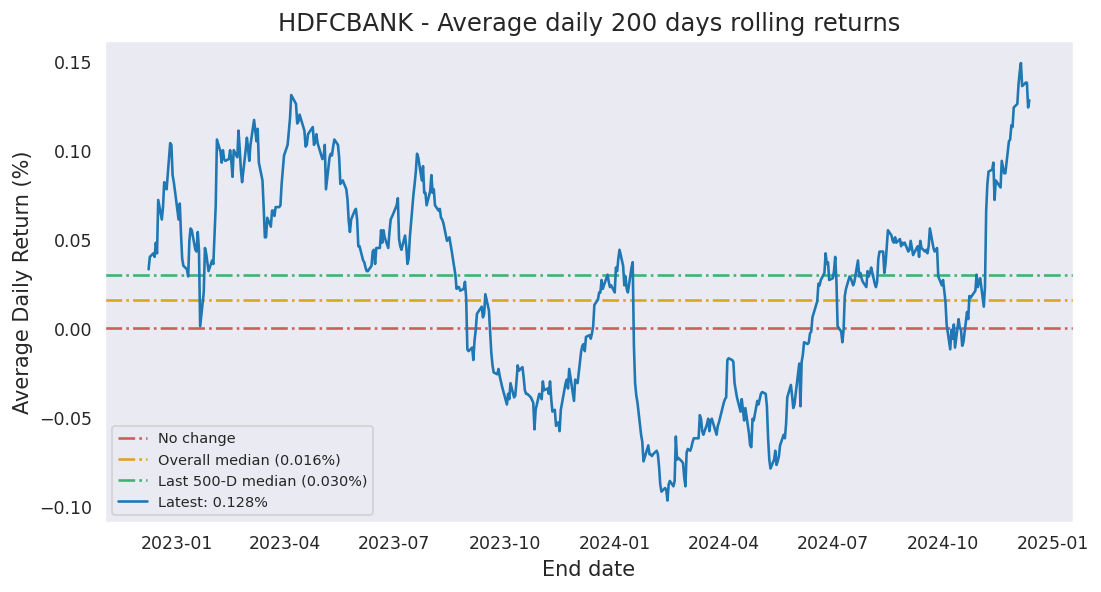 HDFCBANK - Average daily 200 days rolling returns
Average Daily Return (%)
0.15
0.10
0.05
0.00
−0.05
−0.10
No change
Overall median (0.016%)
Last 500-D median (0.030%)
Latest: 0.128%
2023-01 2023-04 2023-07 2023-10 2024-01 2024-04 2024-07 2024-10 2025-01
End date